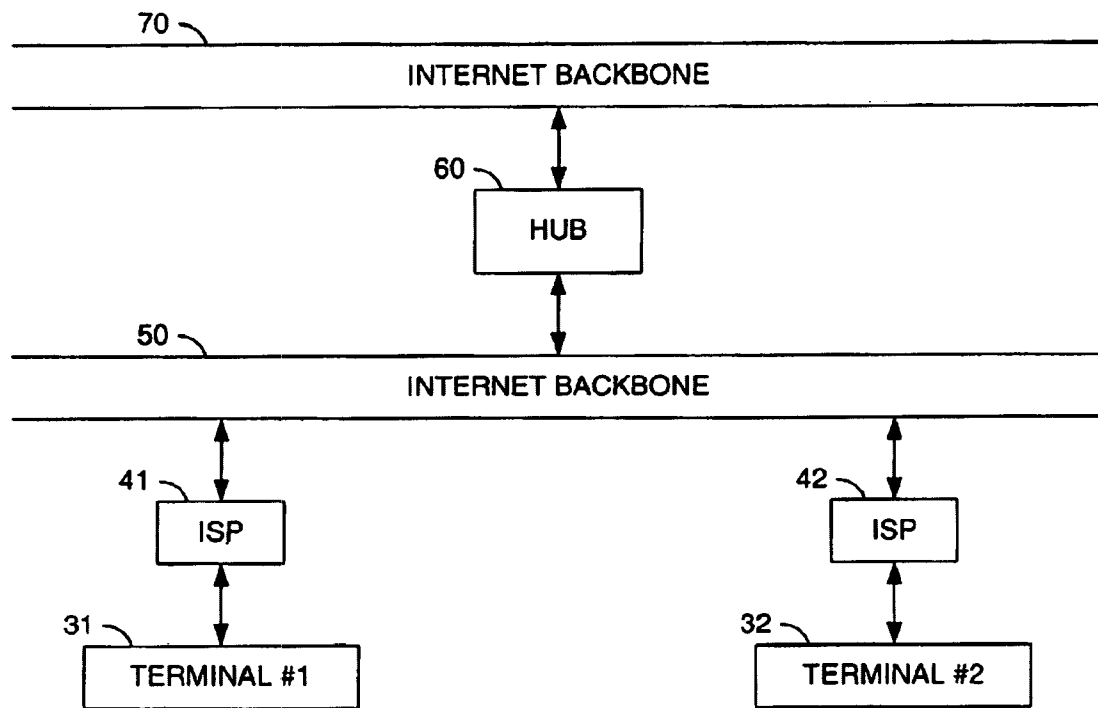 70
INTERNET BACKBONE
60
HUB
50
INTERNET BACKBONE
41
ISP
42
ISP
31
TERMINAL #1
32
TERMINAL #2